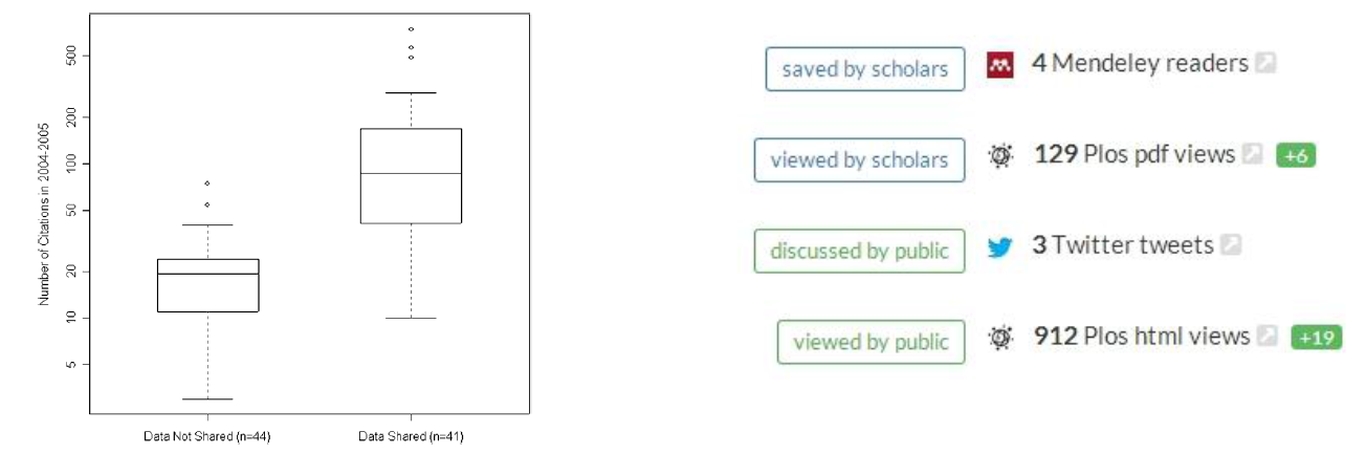 Number of Citations in 2004-2005
500
200
100
50
20
10
5
Data Not Shared (n=44)
Data Shared (n=41)
saved by scholars 4 Mendeley readers
viewed by scholars 129 Plos pdf views +6
discussed by public 3 Twitter tweets
viewed by public 912 Plos html views +19